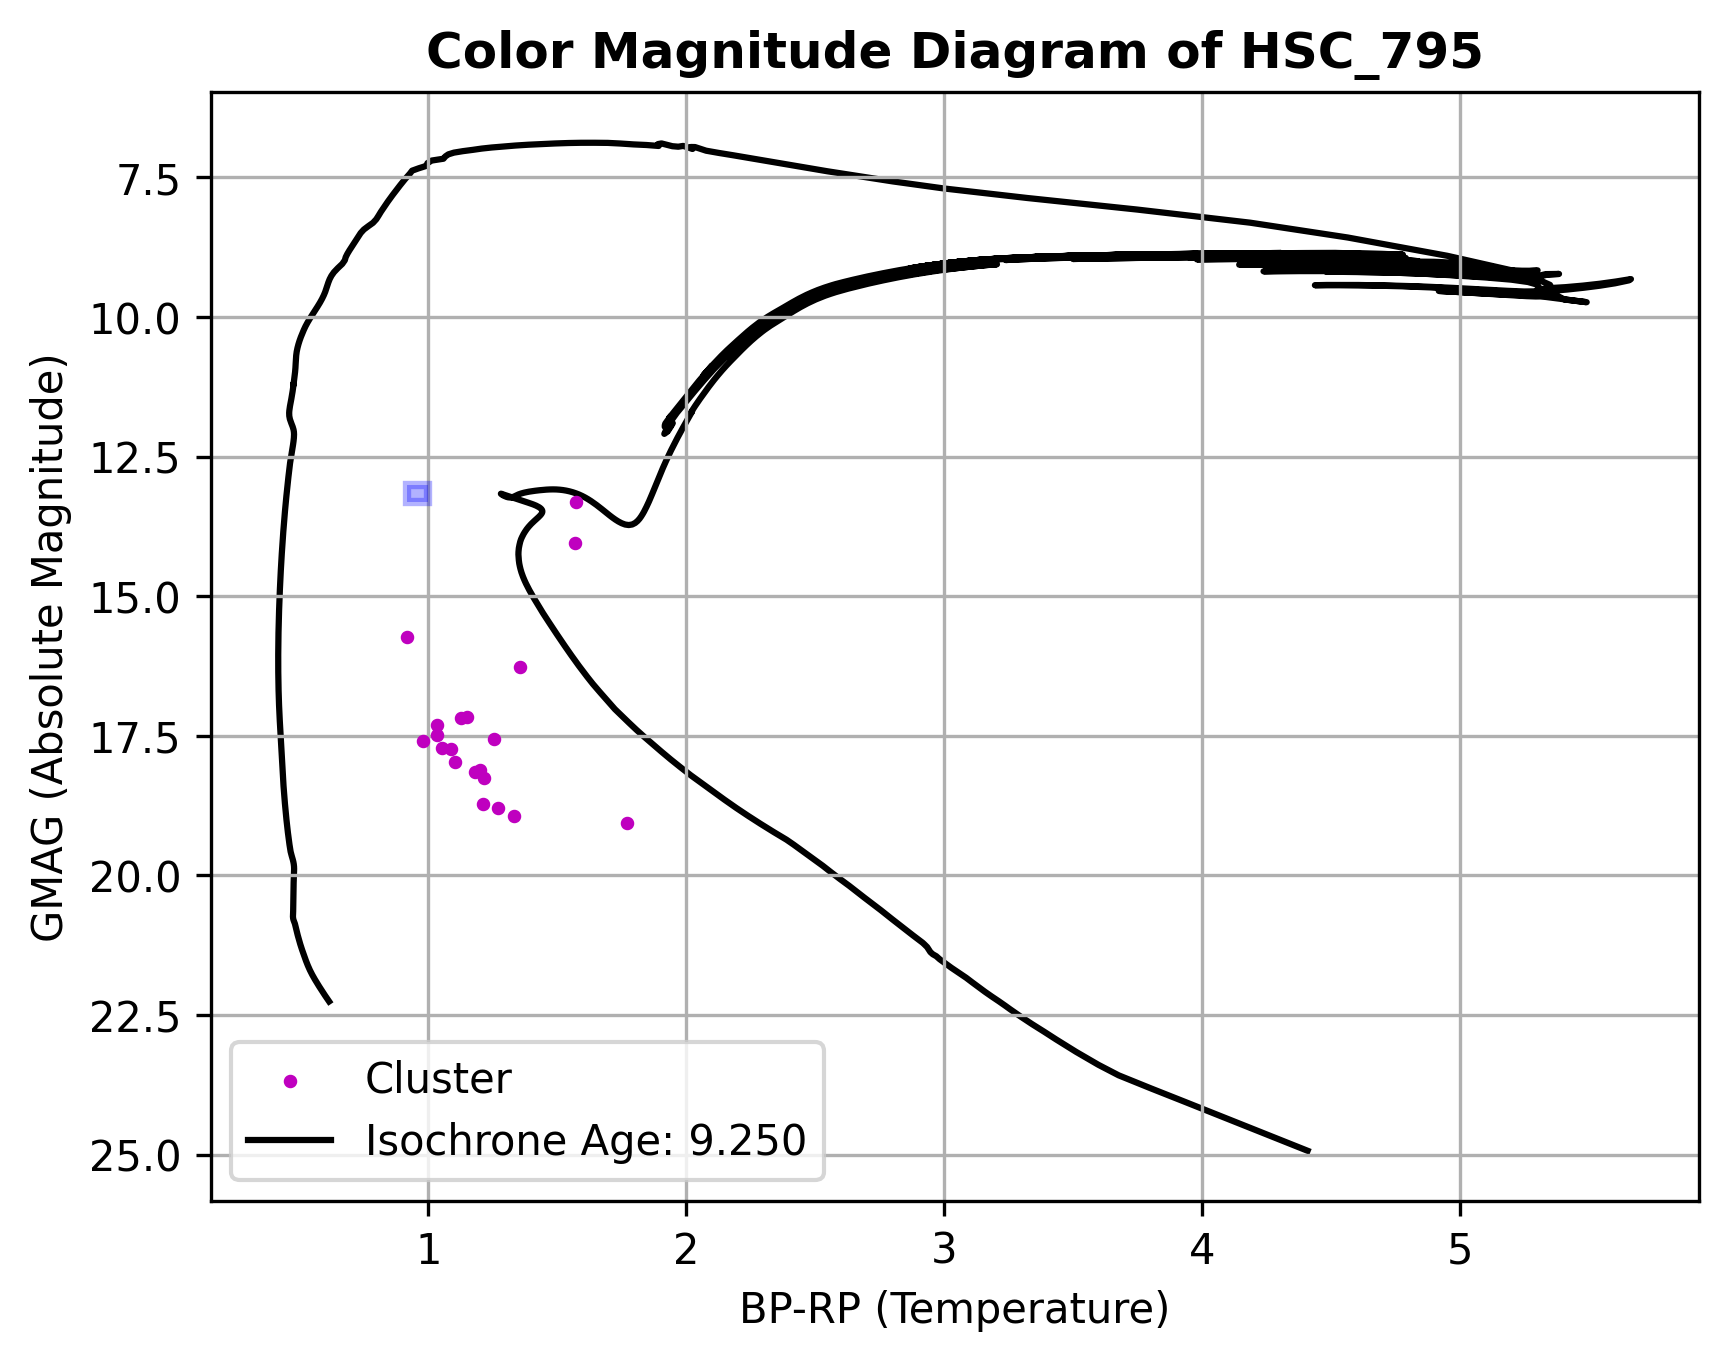 Color Magnitude Diagram of HSC_795
GMAG (Absolute Magnitude)
7.5
10.0
12.5
15.0
17.5
20.0
22.5
25.0
Cluster
Isochrone Age: 9.250
1
2
3
4
5
BP-RP (Temperature)